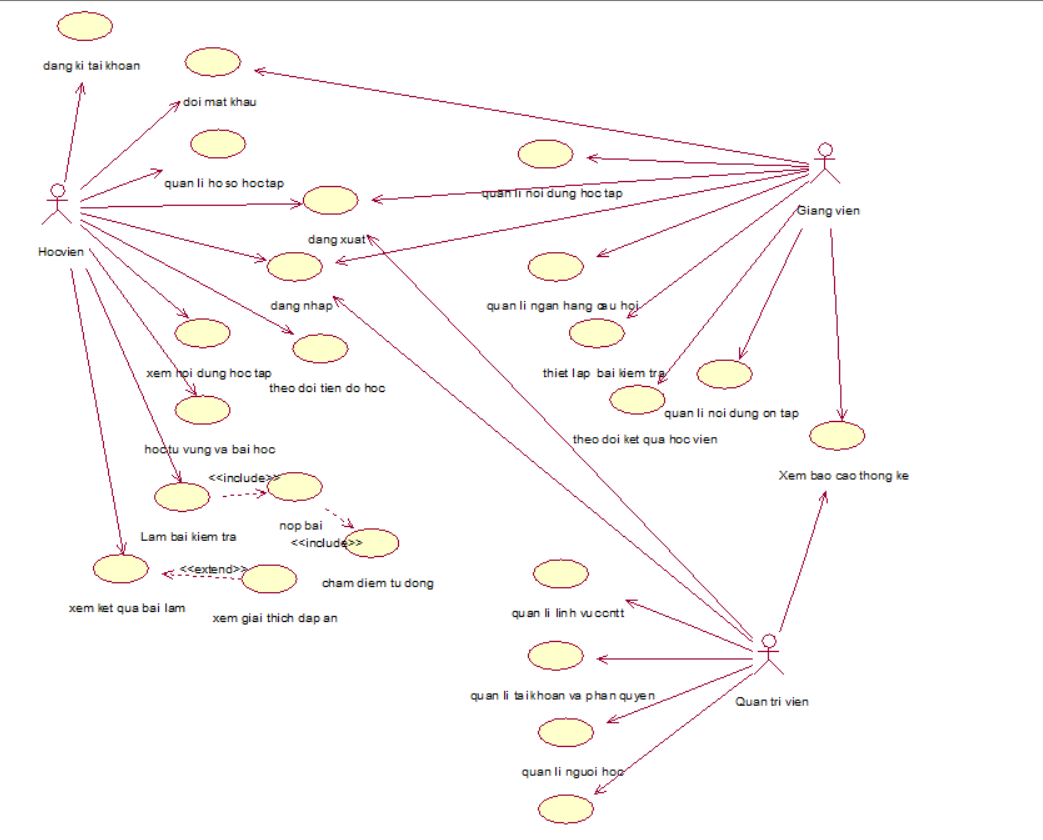 dang ki tai khoan
doi mat khau
quan li ho so hoc tap
quan li noi dung hoc tap
Giang vien
Hocvien
dang xuat
dang nhap
quan li ngan hang cau hoi
xem noi dung hoc tap
theo doi tien do hoc
thiet lap bai kiem tra
quan li noi dung on tap
theo doi ket qua hoc vien
hoc tu vung va bai hoc
Xem bao cao thong ke
<<include>>
nop bai
Lam bai kiem tra
<<include>>
cham diem tu dong
<<extend>>
xem ket qua bai lam
xem giai thich dap an
quan li linh vuc cntt
quan li tai khoan va phan quyen
Quan tri vien
quan li nguoi hoc